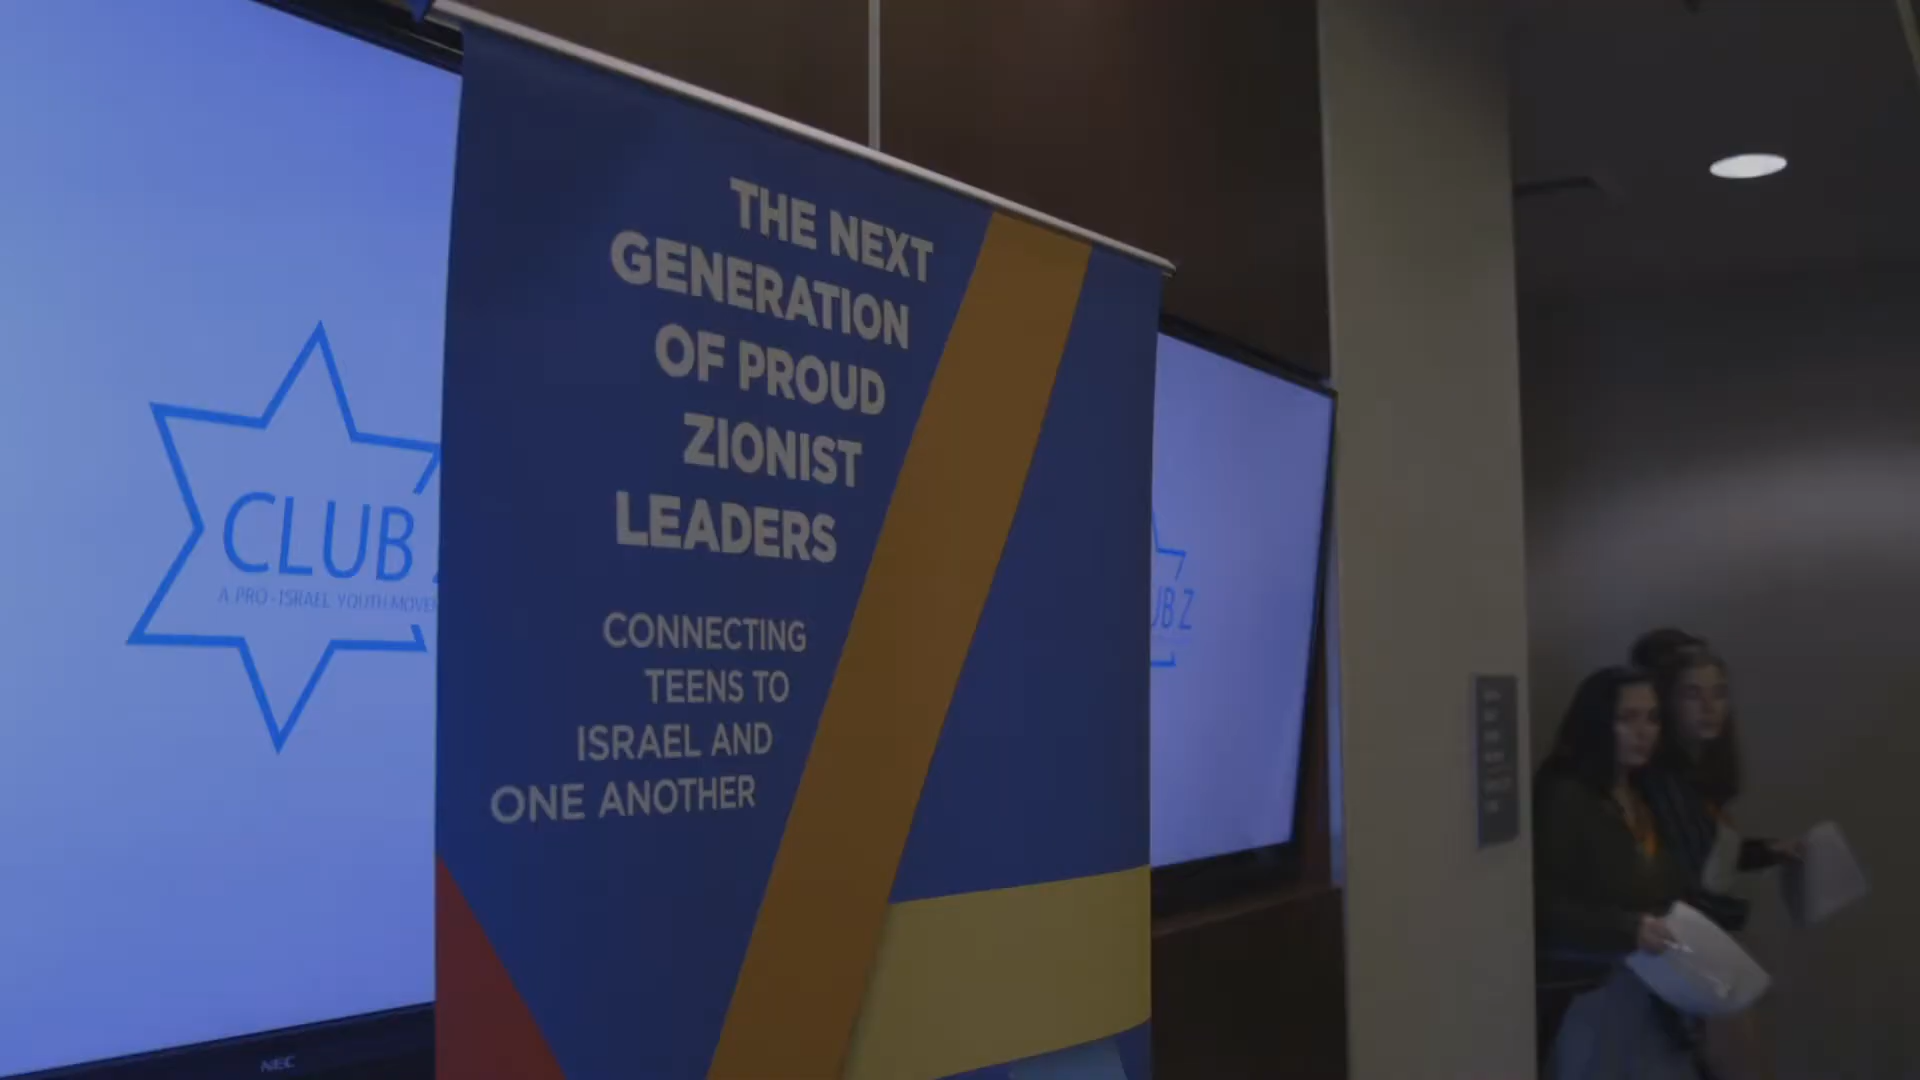 CLUB
A PRO-ISRAEL YOUTH
THE NEXT
GENERATION
OF PROUD
ZIONIST
LEADERS
CONNECTING
TEENS TO
ISRAEL AND
ONE ANOTHER
UB Z
NEC